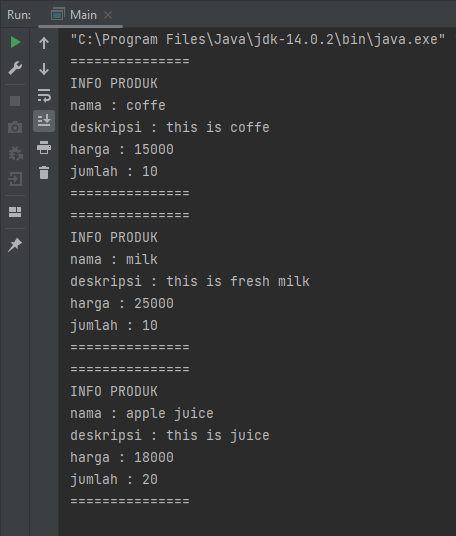 Run: Main
"C:\Program Files\Java\jdk-14.0.2\bin\java.exe"
===============
INFO PRODUK
nama : coffe
deskripsi : this is coffe
harga : 15000
jumlah : 10
===============
===============
INFO PRODUK
nama : milk
deskripsi : this is fresh milk
harga : 25000
jumlah : 10
===============
===============
INFO PRODUK
nama : apple juice
deskripsi : this is juice
harga : 18000
jumlah : 20
===============